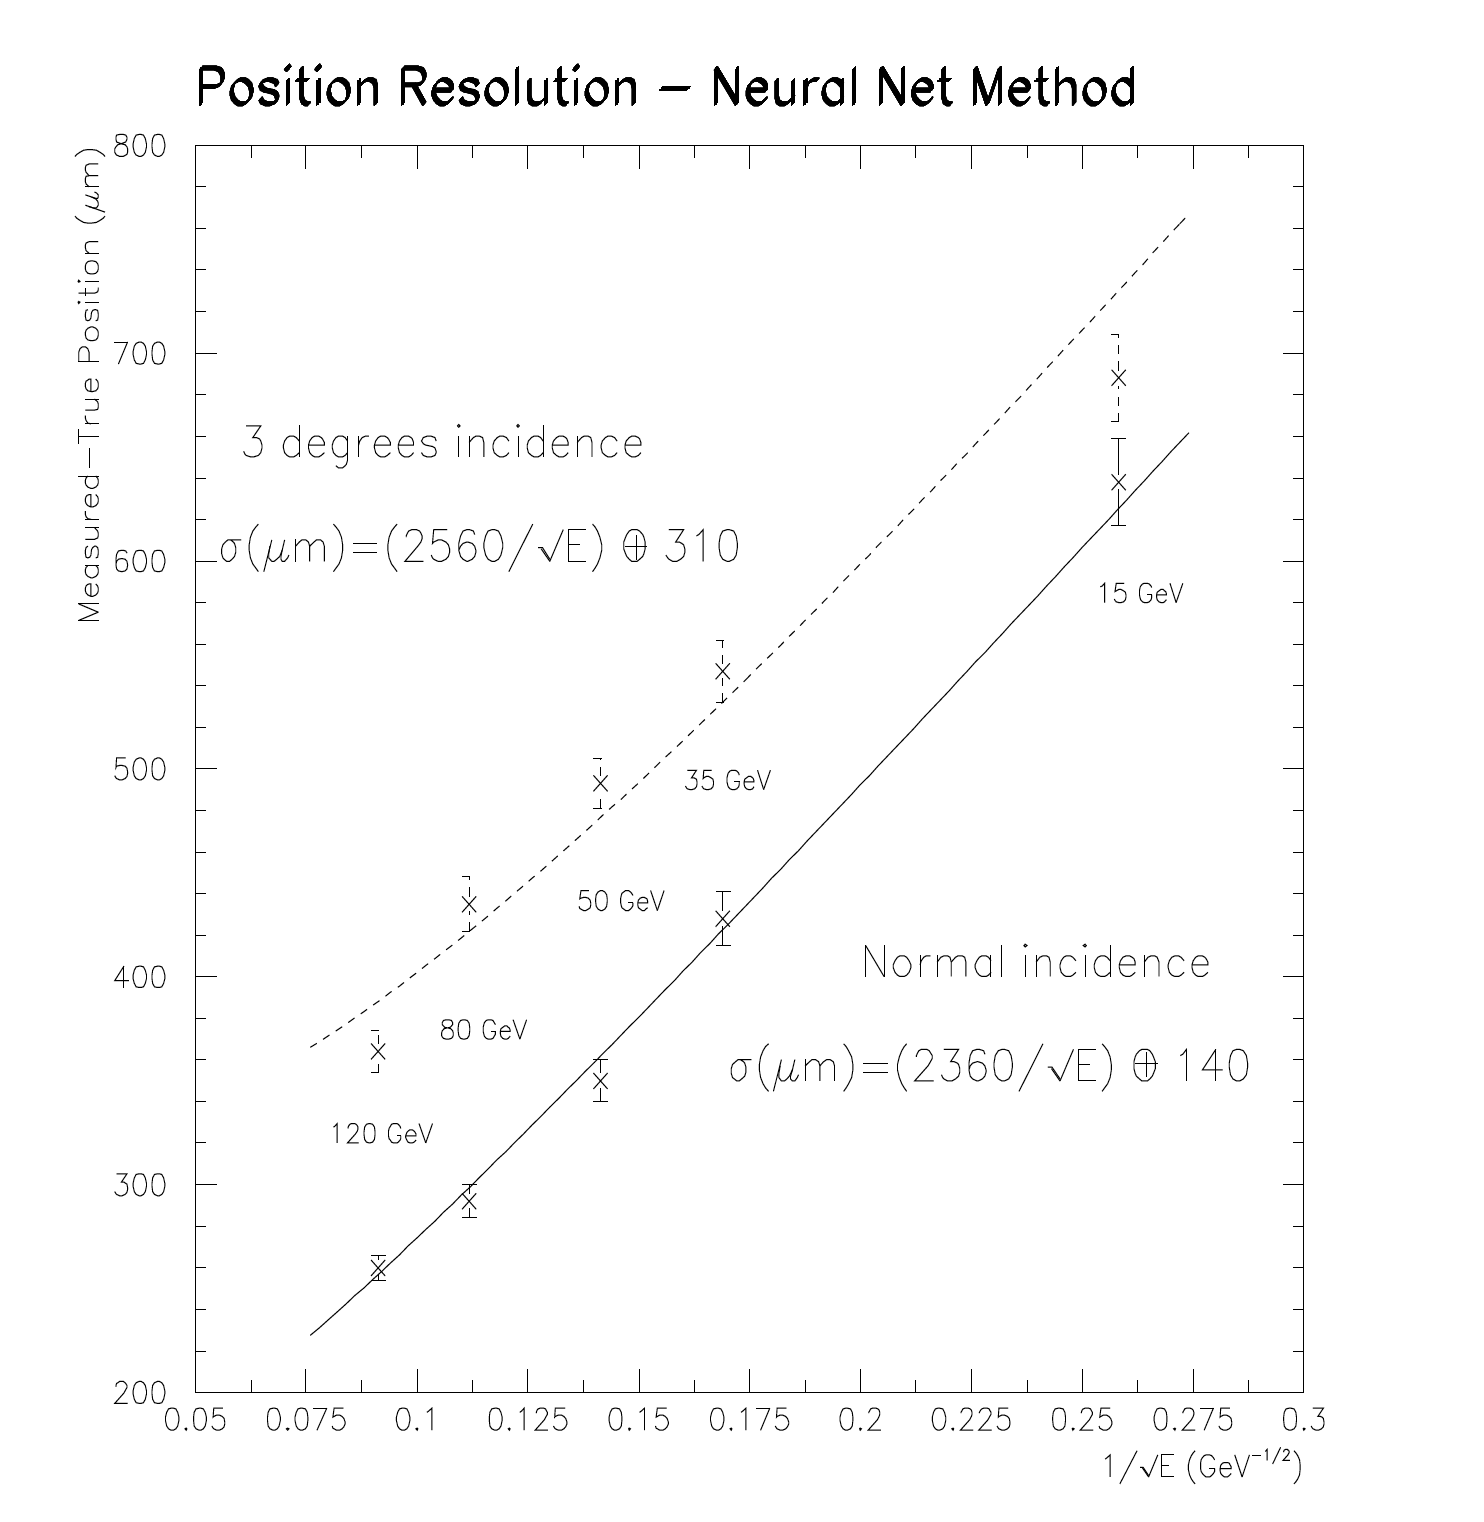 Position Resolution − Neural Net Method
Measured−True Position (μm)
800
700
600
500
400
300
200
3 degrees incidence
σ(μm)=(2560/√E) ⊕ 310
15 GeV
35 GeV
50 GeV
80 GeV
120 GeV
Normal incidence
σ(μm)=(2360/√E) ⊕ 140
0.05 0.075 0.1 0.125 0.15 0.175 0.2 0.225 0.25 0.275 0.3
1/√E (GeV⁻¹/²)